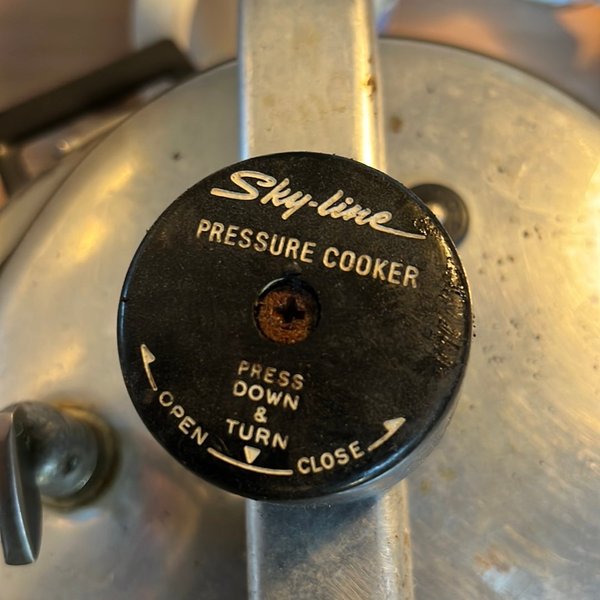 Sky-line
PRESSURE COOKER
PRESS
DOWN
&
TURN
OPEN
CLOSE